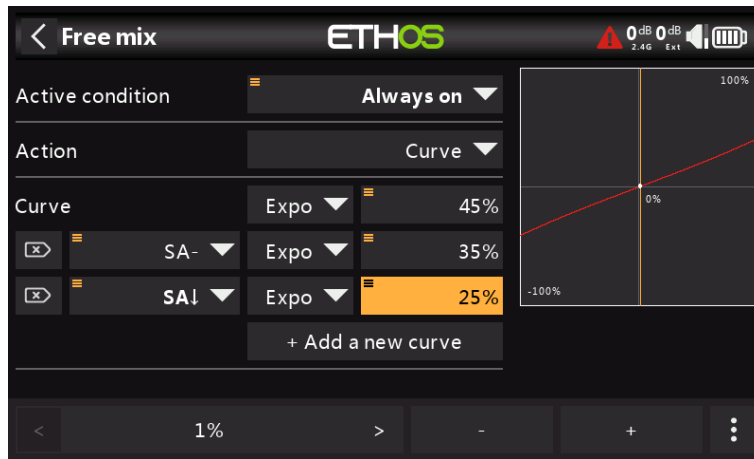 Free mix
ETHOS
0dB 0dB
2.4G Ext
Active condition
Always on
Action
Curve
Curve
Expo
45%
SA-
Expo
35%
SA↓
Expo
25%
+ Add a new curve
100%
0%
-100%
<
1%
>
-
+